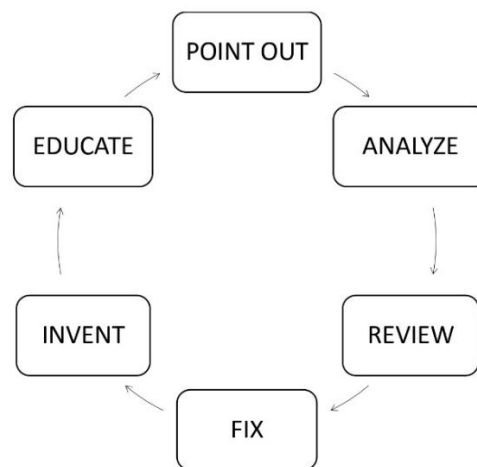 POINT OUT
ANALYZE
REVIEW
FIX
INVENT
EDUCATE